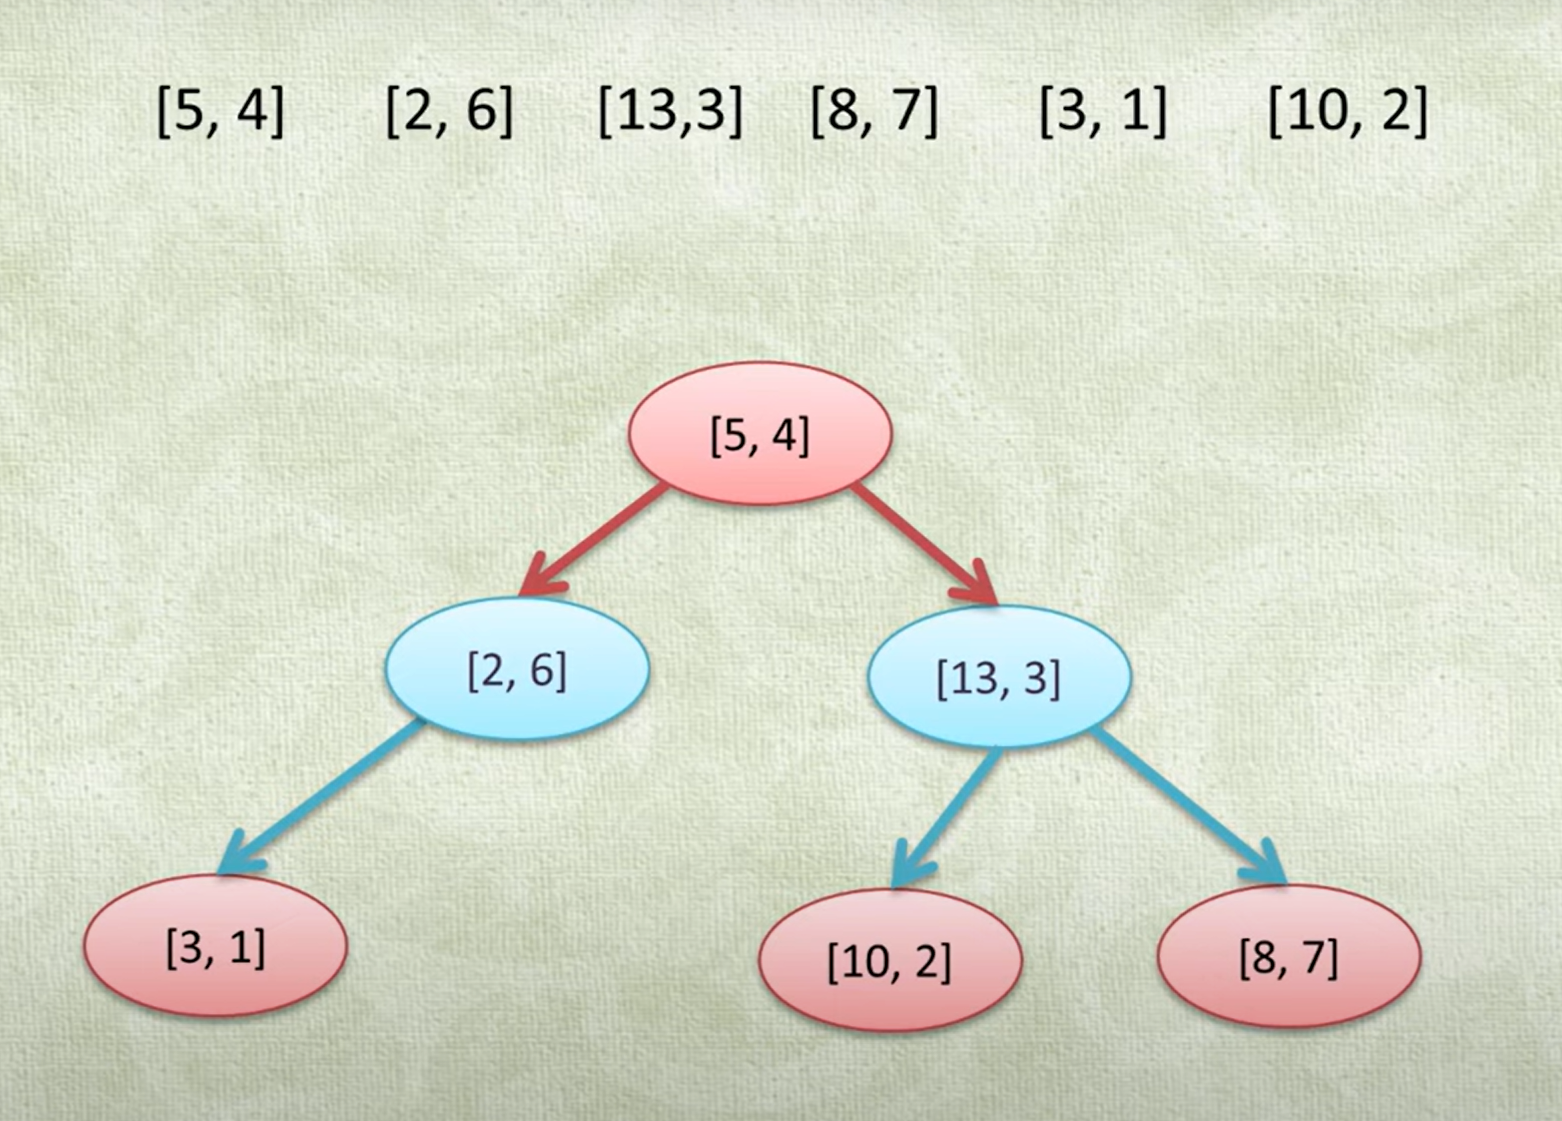 [5, 4] [2, 6] [13,3] [8, 7] [3, 1] [10, 2]
[5, 4]
[2, 6] [13, 3]
[3, 1] [10, 2] [8, 7]